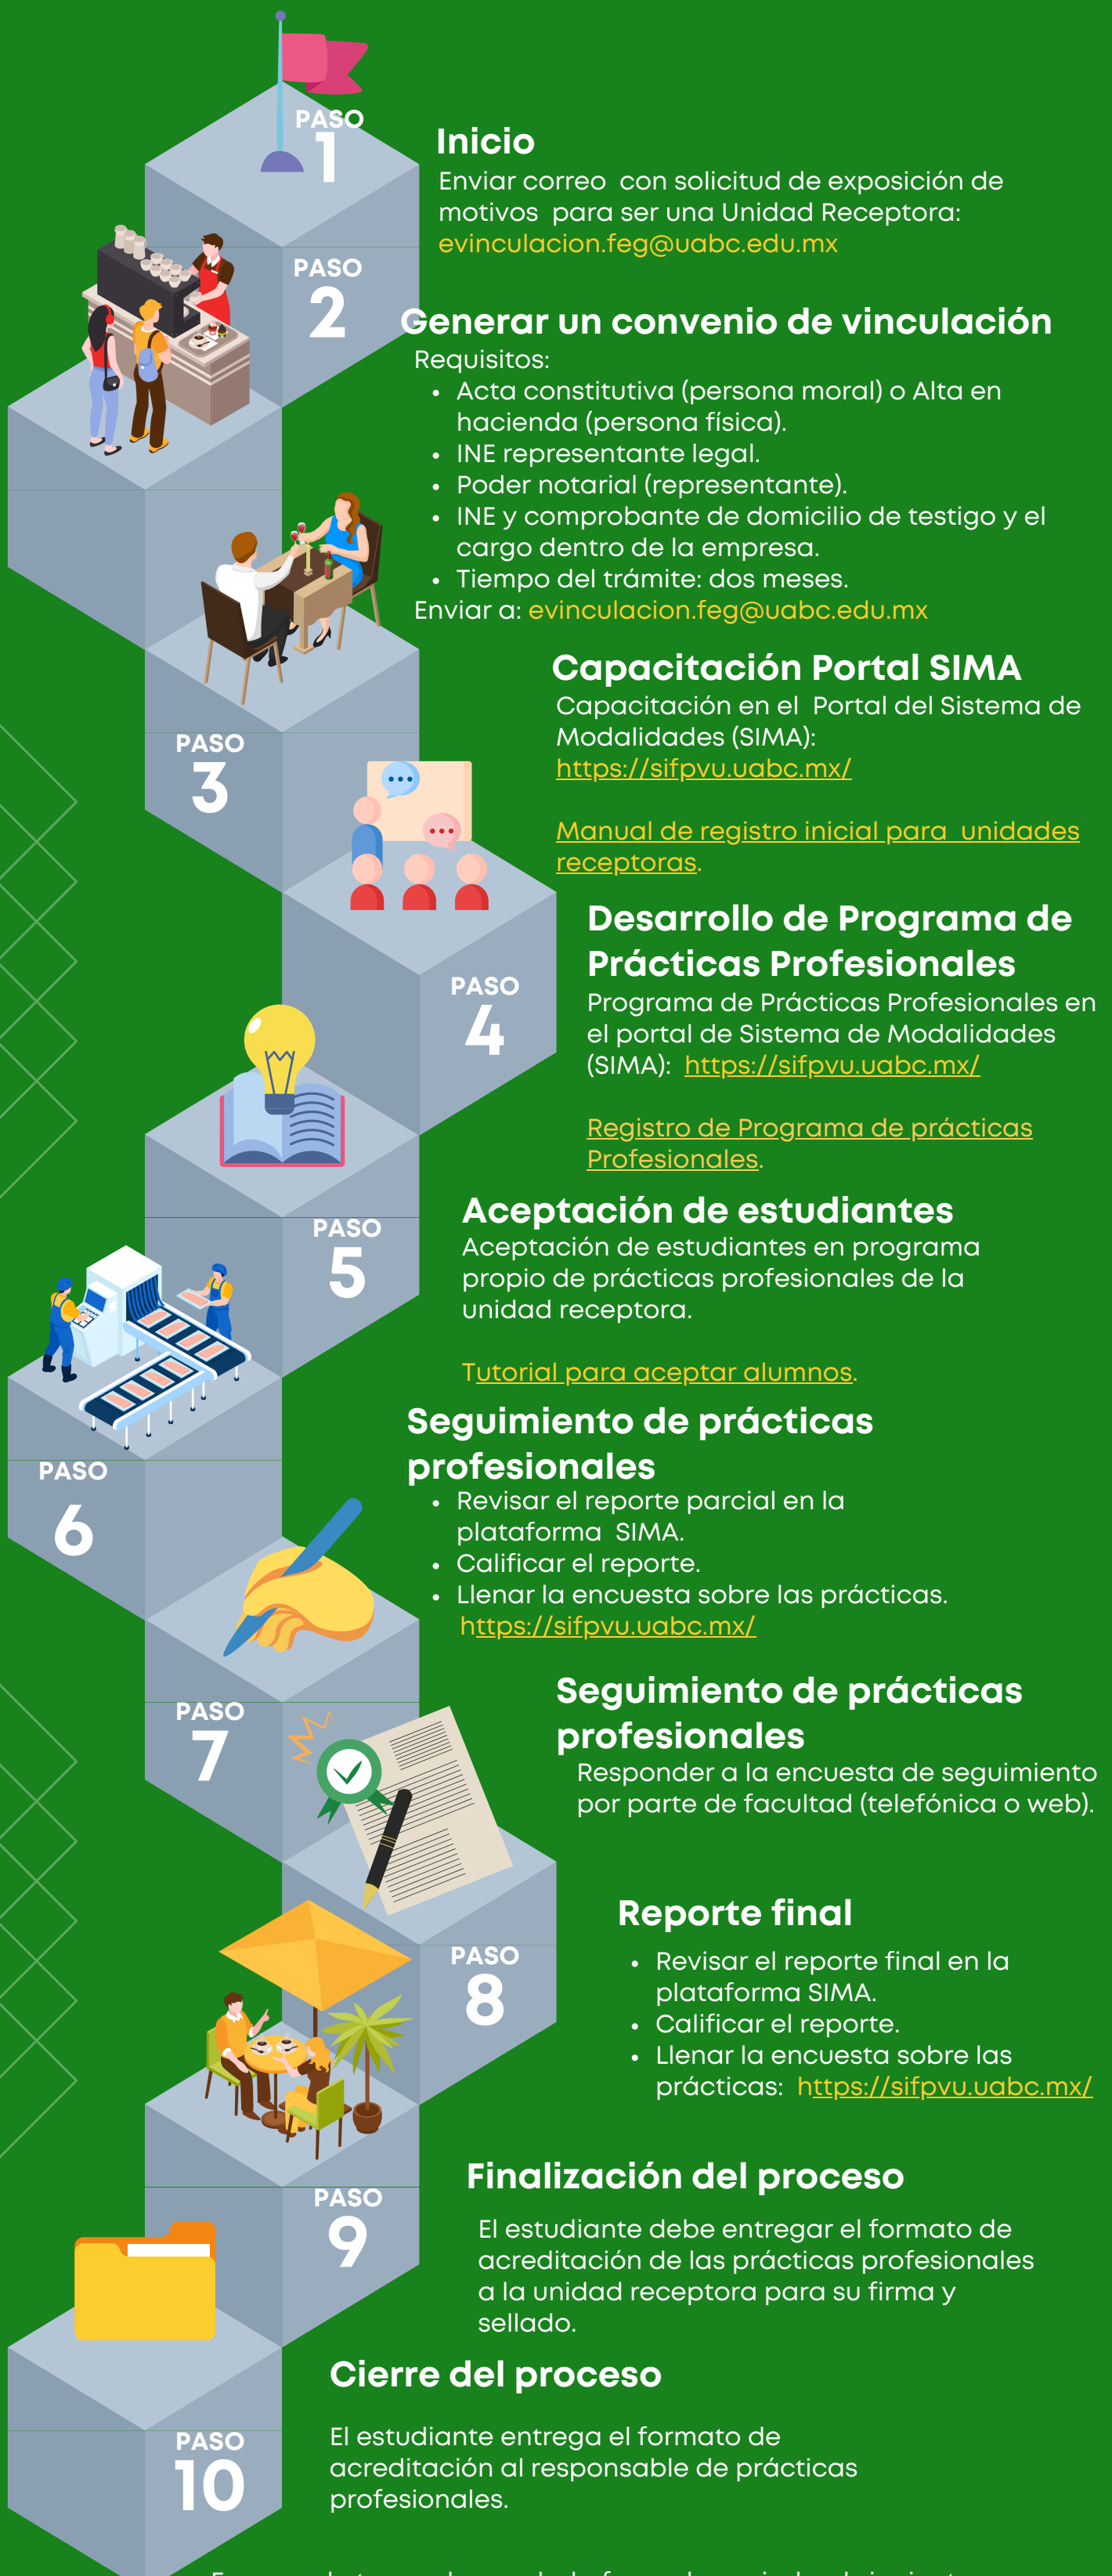 PASO
1
Inicio
Enviar correo con solicitud de exposición de
motivos para ser una Unidad Receptora:
evinculacion.feg@uabc.edu.mx
PASO
2
Generar un convenio de vinculación
Requisitos:
• Acta constitutiva (persona moral) o Alta en
hacienda (persona física).
• INE representante legal.
• Poder notarial (representante).
• INE y comprobante de domicilio de testigo y el
cargo dentro de la empresa.
• Tiempo del trámite: dos meses.
Enviar a: evinculacion.feg@uabc.edu.mx
PASO
3
Capacitación Portal SIMA
Capacitación en el Portal del Sistema de
Modalidades (SIMA):
https://sifpvu.uabc.mx/
Manual de registro inicial para unidades
receptoras.
PASO
4
Desarrollo de Programa de
Prácticas Profesionales
Programa de Prácticas Profesionales en
el portal de Sistema de Modalidades
(SIMA): https://sifpvu.uabc.mx/
Registro de Programa de prácticas
Profesionales.
PASO
5
Aceptación de estudiantes
Aceptación de estudiantes en programa
propio de prácticas profesionales de la
unidad receptora.
Tutorial para aceptar alumnos.
PASO
6
Seguimiento de prácticas
profesionales
• Revisar el reporte parcial en la
plataforma SIMA.
• Calificar el reporte.
• Llenar la encuesta sobre las prácticas.
https://sifpvu.uabc.mx/
PASO
7
Seguimiento de prácticas
profesionales
Responder a la encuesta de seguimiento
por parte de facultad (telefónica o web).
PASO
8
Reporte final
• Revisar el reporte final en la
plataforma SIMA.
• Calificar el reporte.
• Llenar la encuesta sobre las
prácticas: https://sifpvu.uabc.mx/
PASO
9
Finalización del proceso
El estudiante debe entregar el formato de
acreditación de las prácticas profesionales
a la unidad receptora para su firma y
sellado.
PASO
10
Cierre del proceso
El estudiante entrega el formato de
acreditación al responsable de prácticas
profesionales.